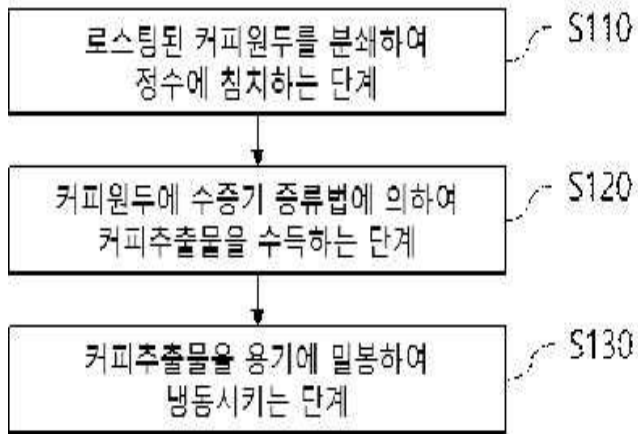 로스팅된 커피원두를 분쇄하여
정수에 침치하는 단계
S110
커피원두에 수증기 증류법에 의하여
커피추출물을 수득하는 단계
S120
커피추출물을 용기에 밀봉하여
냉동시키는 단계
S130